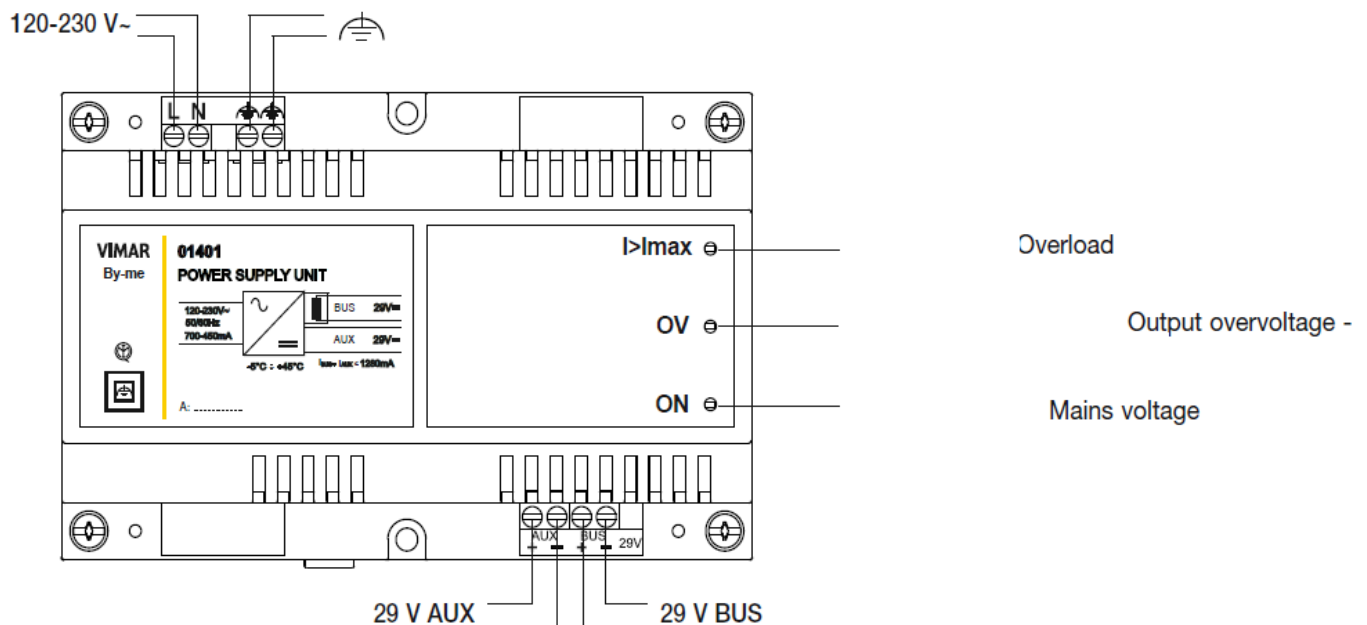 120-230 V~
L N
VIMAR
By-me
01401
POWER SUPPLY UNIT
120-230V~
50/60Hz
700-450mA
BUS 29V
AUX 29V
-5°C ÷ +45°C
= 1280mA
A: ............
I>Imax
Overload
OV
Output overvoltage -
ON
Mains voltage
AUX BUS
+ - + - 29V
29 V AUX
29 V BUS